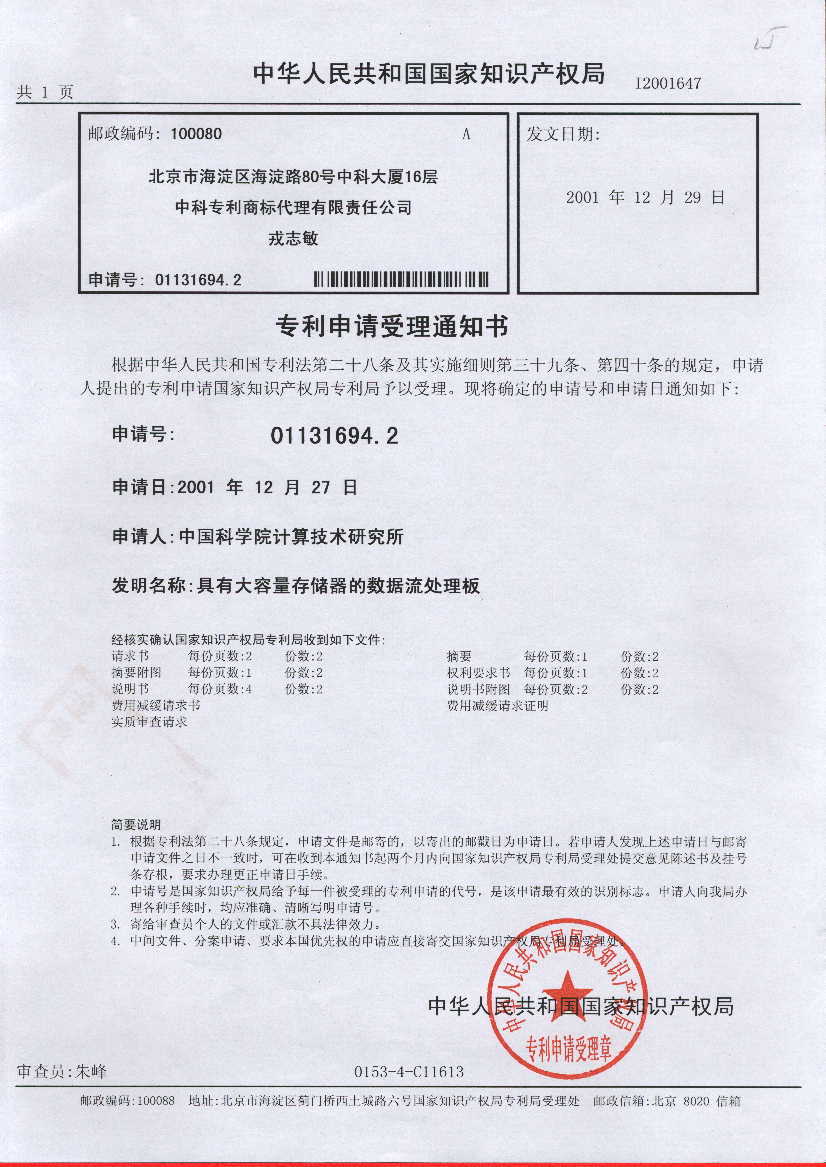 中华人民共和国国家知识产权局 I2001647
共 1 页
邮政编码: 100080 A
北京市海淀区海淀路80号中科大厦16层
中科专利商标代理有限责任公司
戎志敏
申请号: 01131694.2
发文日期:
2001 年 12 月 29 日
专利申请受理通知书
根据中华人民共和国专利法第二十八条及其实施细则第三十九条、第四十条的规定,申请
人提出的专利申请国家知识产权局专利局予以受理。现将确定的申请号和申请日通知如下:
申请号: 01131694.2
申请日:2001 年 12 月 27 日
申请人:中国科学院计算技术研究所
发明名称:具有大容量存储器的数据流处理板
经核实确认国家知识产权局专利局收到如下文件:
请求书 每份页数:2 份数:2 摘要 每份页数:1 份数:2
摘要附图 每份页数:1 份数:2 权利要求书 每份页数:1 份数:2
说明书 每份页数:4 份数:2 说明书附图 每份页数:2 份数:2
费用减缓请求书 费用减缓请求证明
实质审查请求
简要说明
1. 根据专利法第二十八条规定,申请文件是邮寄的,以寄出的邮戳日为申请日。若申请人发现上述申请日与邮寄
申请文件之日不一致时,可在收到本通知书起两个月内向国家知识产权局专利局受理处提交意见陈述书及挂号
条存根,要求办理更正申请日手续。
2. 申请号是国家知识产权局给予每一件被受理的专利申请的代号,是该申请最有效的识别标志。申请人向我局办
理各种手续时,均应准确、清晰写明申请号。
3. 寄给审查员个人的文件或汇款不具法律效力。
4. 中间文件、分案申请、要求本国优先权的申请应直接寄交国家知识产权局专利局受理处。
中华人民共和国国家知识产权局
中华人民共和国国家知识产权局
专利申请受理章
审查员:朱峰 0153-4-C11613
邮政编码:100088 地址:北京市海淀区蓟门桥西土城路六号国家知识产权局专利局受理处 邮政信箱:北京 8020 信箱